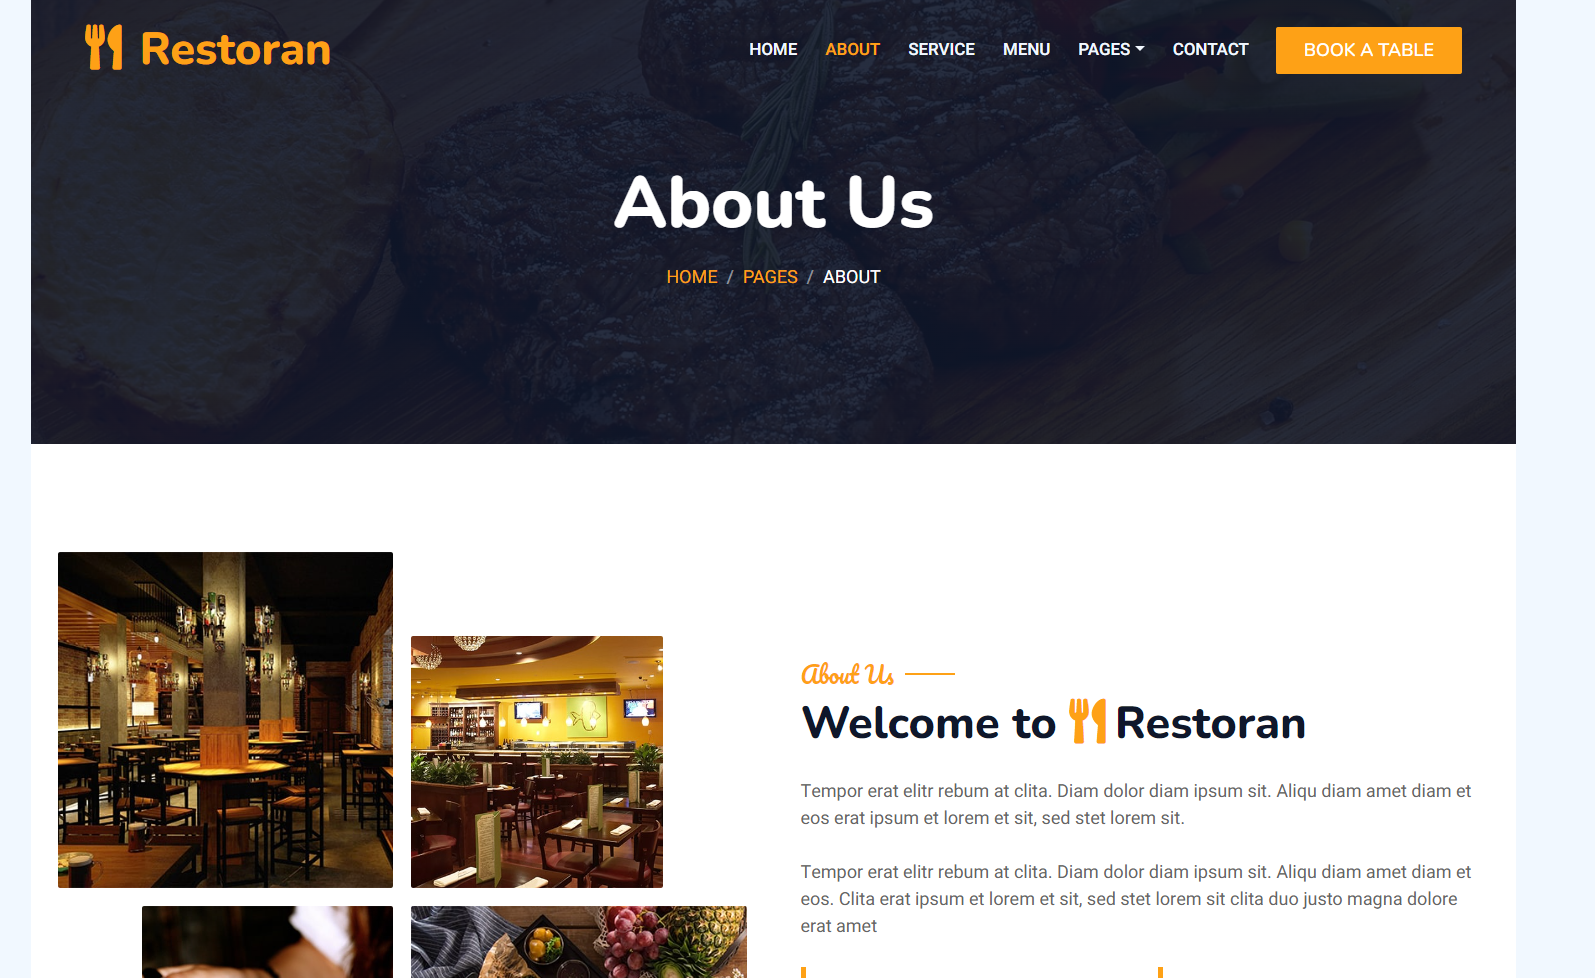 Restoran
HOME ABOUT SERVICE MENU PAGES CONTACT BOOK A TABLE
About Us
HOME / PAGES / ABOUT
About Us
Welcome to Restoran
Tempor erat elitr rebum at clita. Diam dolor diam ipsum sit. Aliqu diam amet diam et
eos erat ipsum et lorem et sit, sed stet lorem sit.
Tempor erat elitr rebum at clita. Diam dolor diam ipsum sit. Aliqu diam amet diam et
eos. Clita erat ipsum et lorem et sit, sed stet lorem sit clita duo justo magna dolore
erat amet